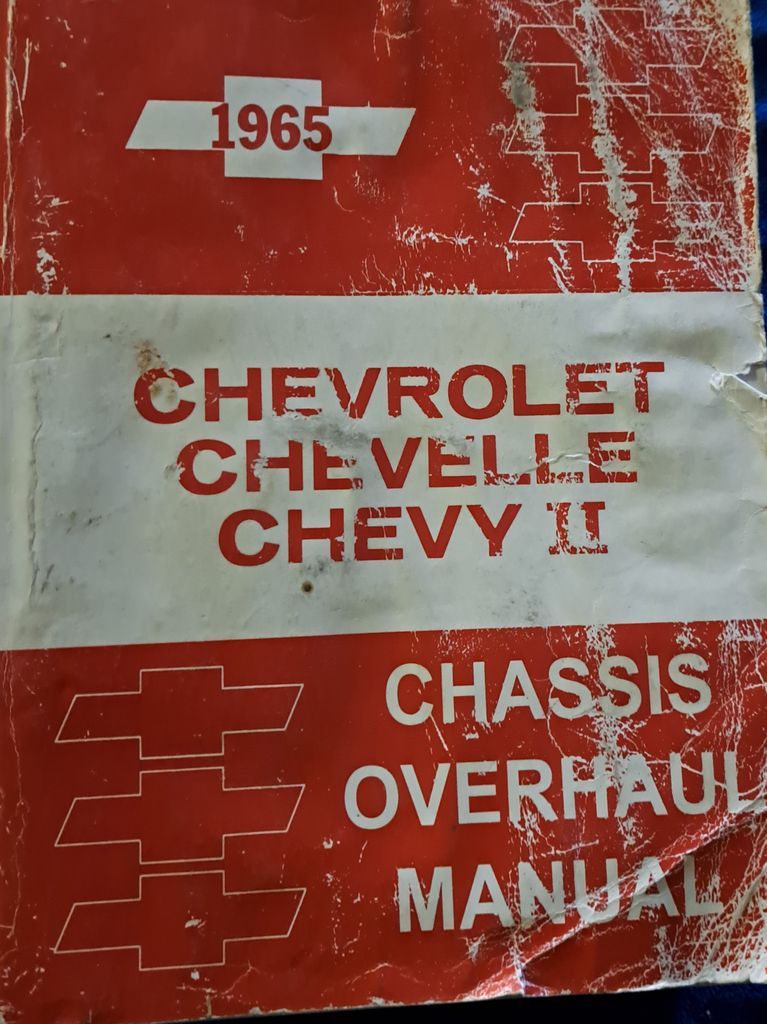 1965
CHEVROLET
CHEVELLE
CHEVY II
CHASSIS
OVERHAUL
MANUAL